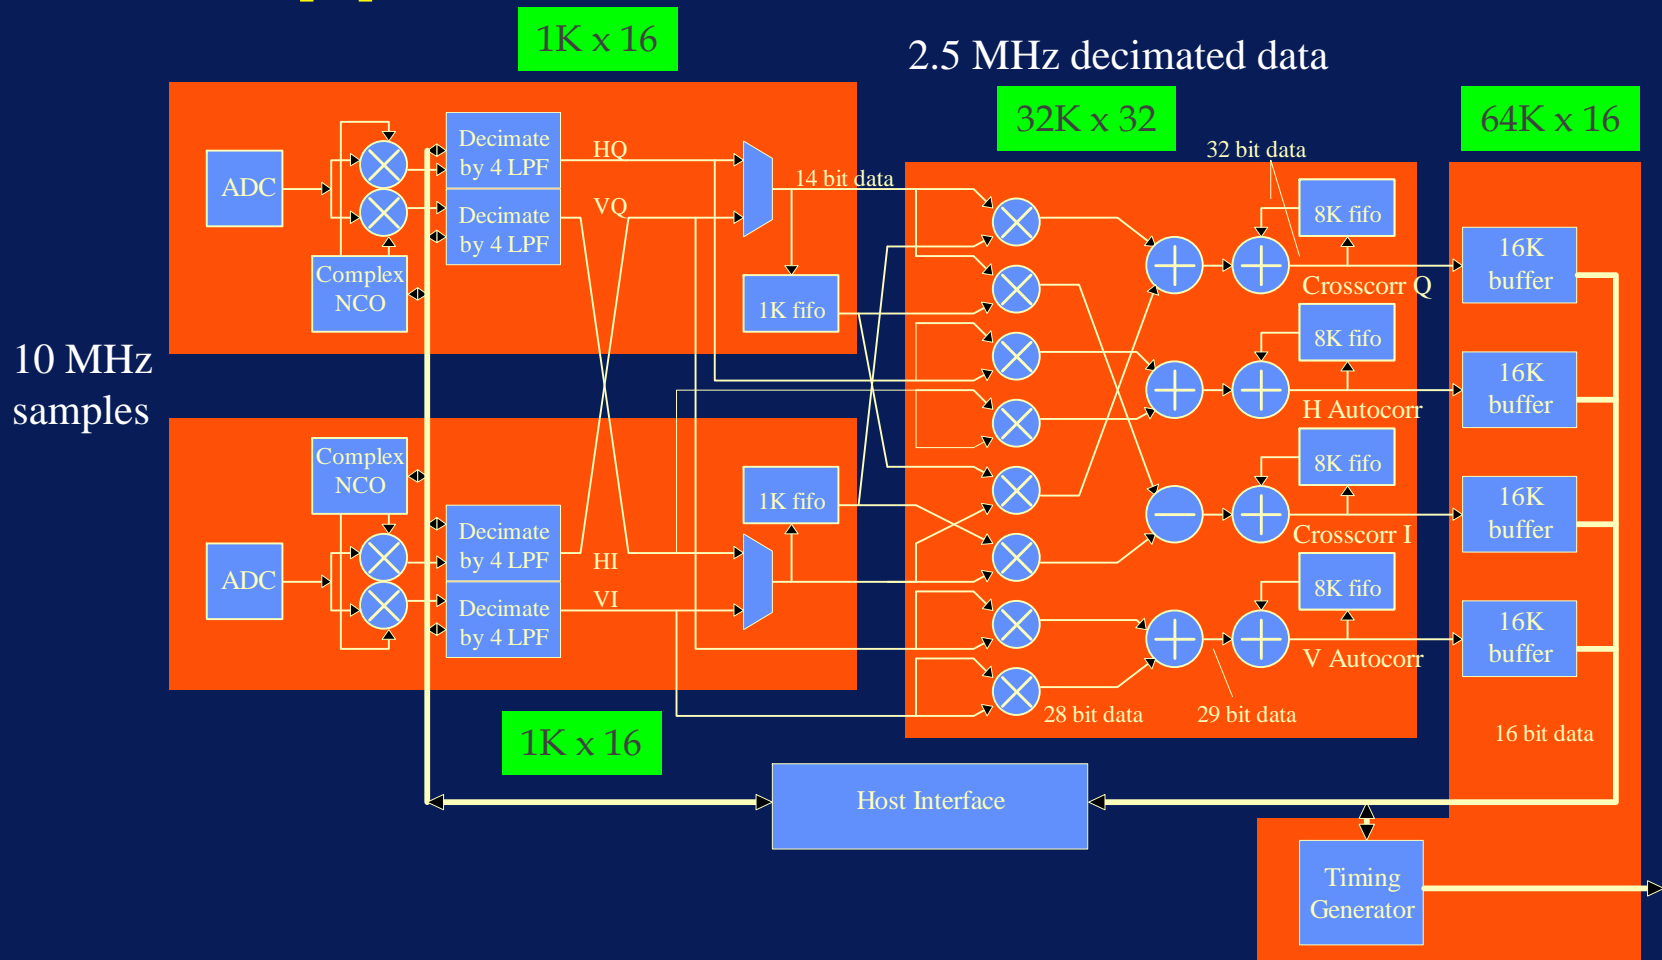 1K x 16
2.5 MHz decimated data
32K x 32
64K x 16
10 MHz
samples
ADC
Complex
NCO
Decimate
by 4 LPF
Decimate
by 4 LPF
HQ
VQ
14 bit data
1K fifo
Complex
NCO
ADC
Decimate
by 4 LPF
Decimate
by 4 LPF
HI
VI
1K fifo
1K x 16
32 bit data
8K fifo
Crosscorr Q
8K fifo
H Autocorr
8K fifo
Crosscorr I
8K fifo
V Autocorr
28 bit data
29 bit data
16K
buffer
16K
buffer
16K
buffer
16K
buffer
16 bit data
Host Interface
Timing
Generator